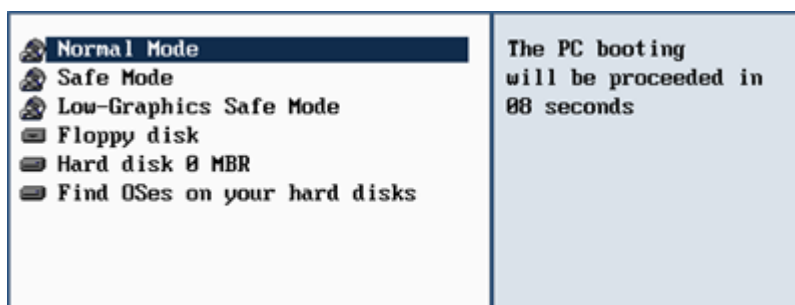 Normal Mode
Safe Mode
Low-Graphics Safe Mode
Floppy disk
Hard disk 0 MBR
Find OSes on your hard disks
The PC booting
will be proceeded in
08 seconds